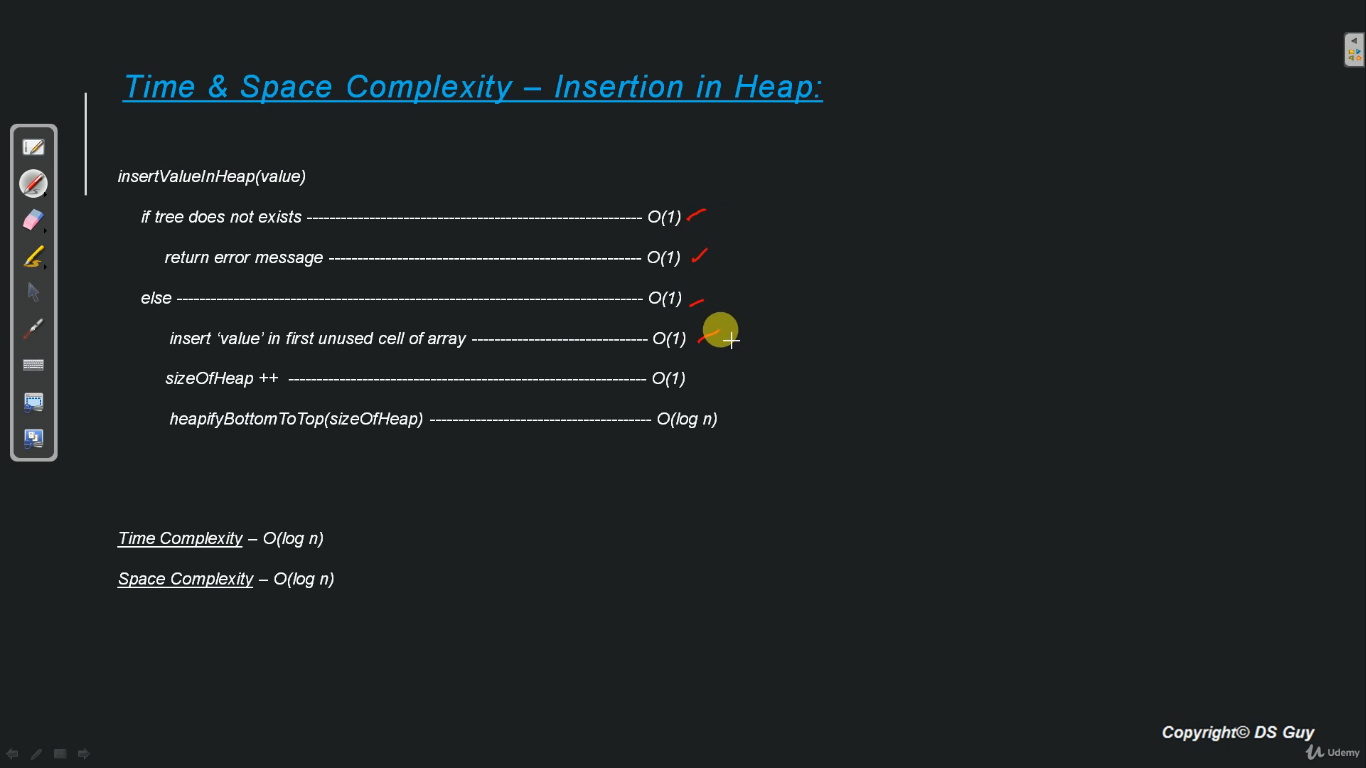 Time & Space Complexity – Insertion in Heap:
insertValueInHeap(value)
if tree does not exists ---------------------------------------------------------- O(1)
return error message ------------------------------------------------------ O(1)
else --------------------------------------------------------------------------------- O(1)
insert ‘value’ in first unused cell of array ------------------------------- O(1)
sizeOfHeap ++ -------------------------------------------------------------- O(1)
heapifyBottomToTop(sizeOfHeap) --------------------------------------- O(log n)
Time Complexity – O(log n)
Space Complexity – O(log n)
Copyright© DS Guy
Udemy